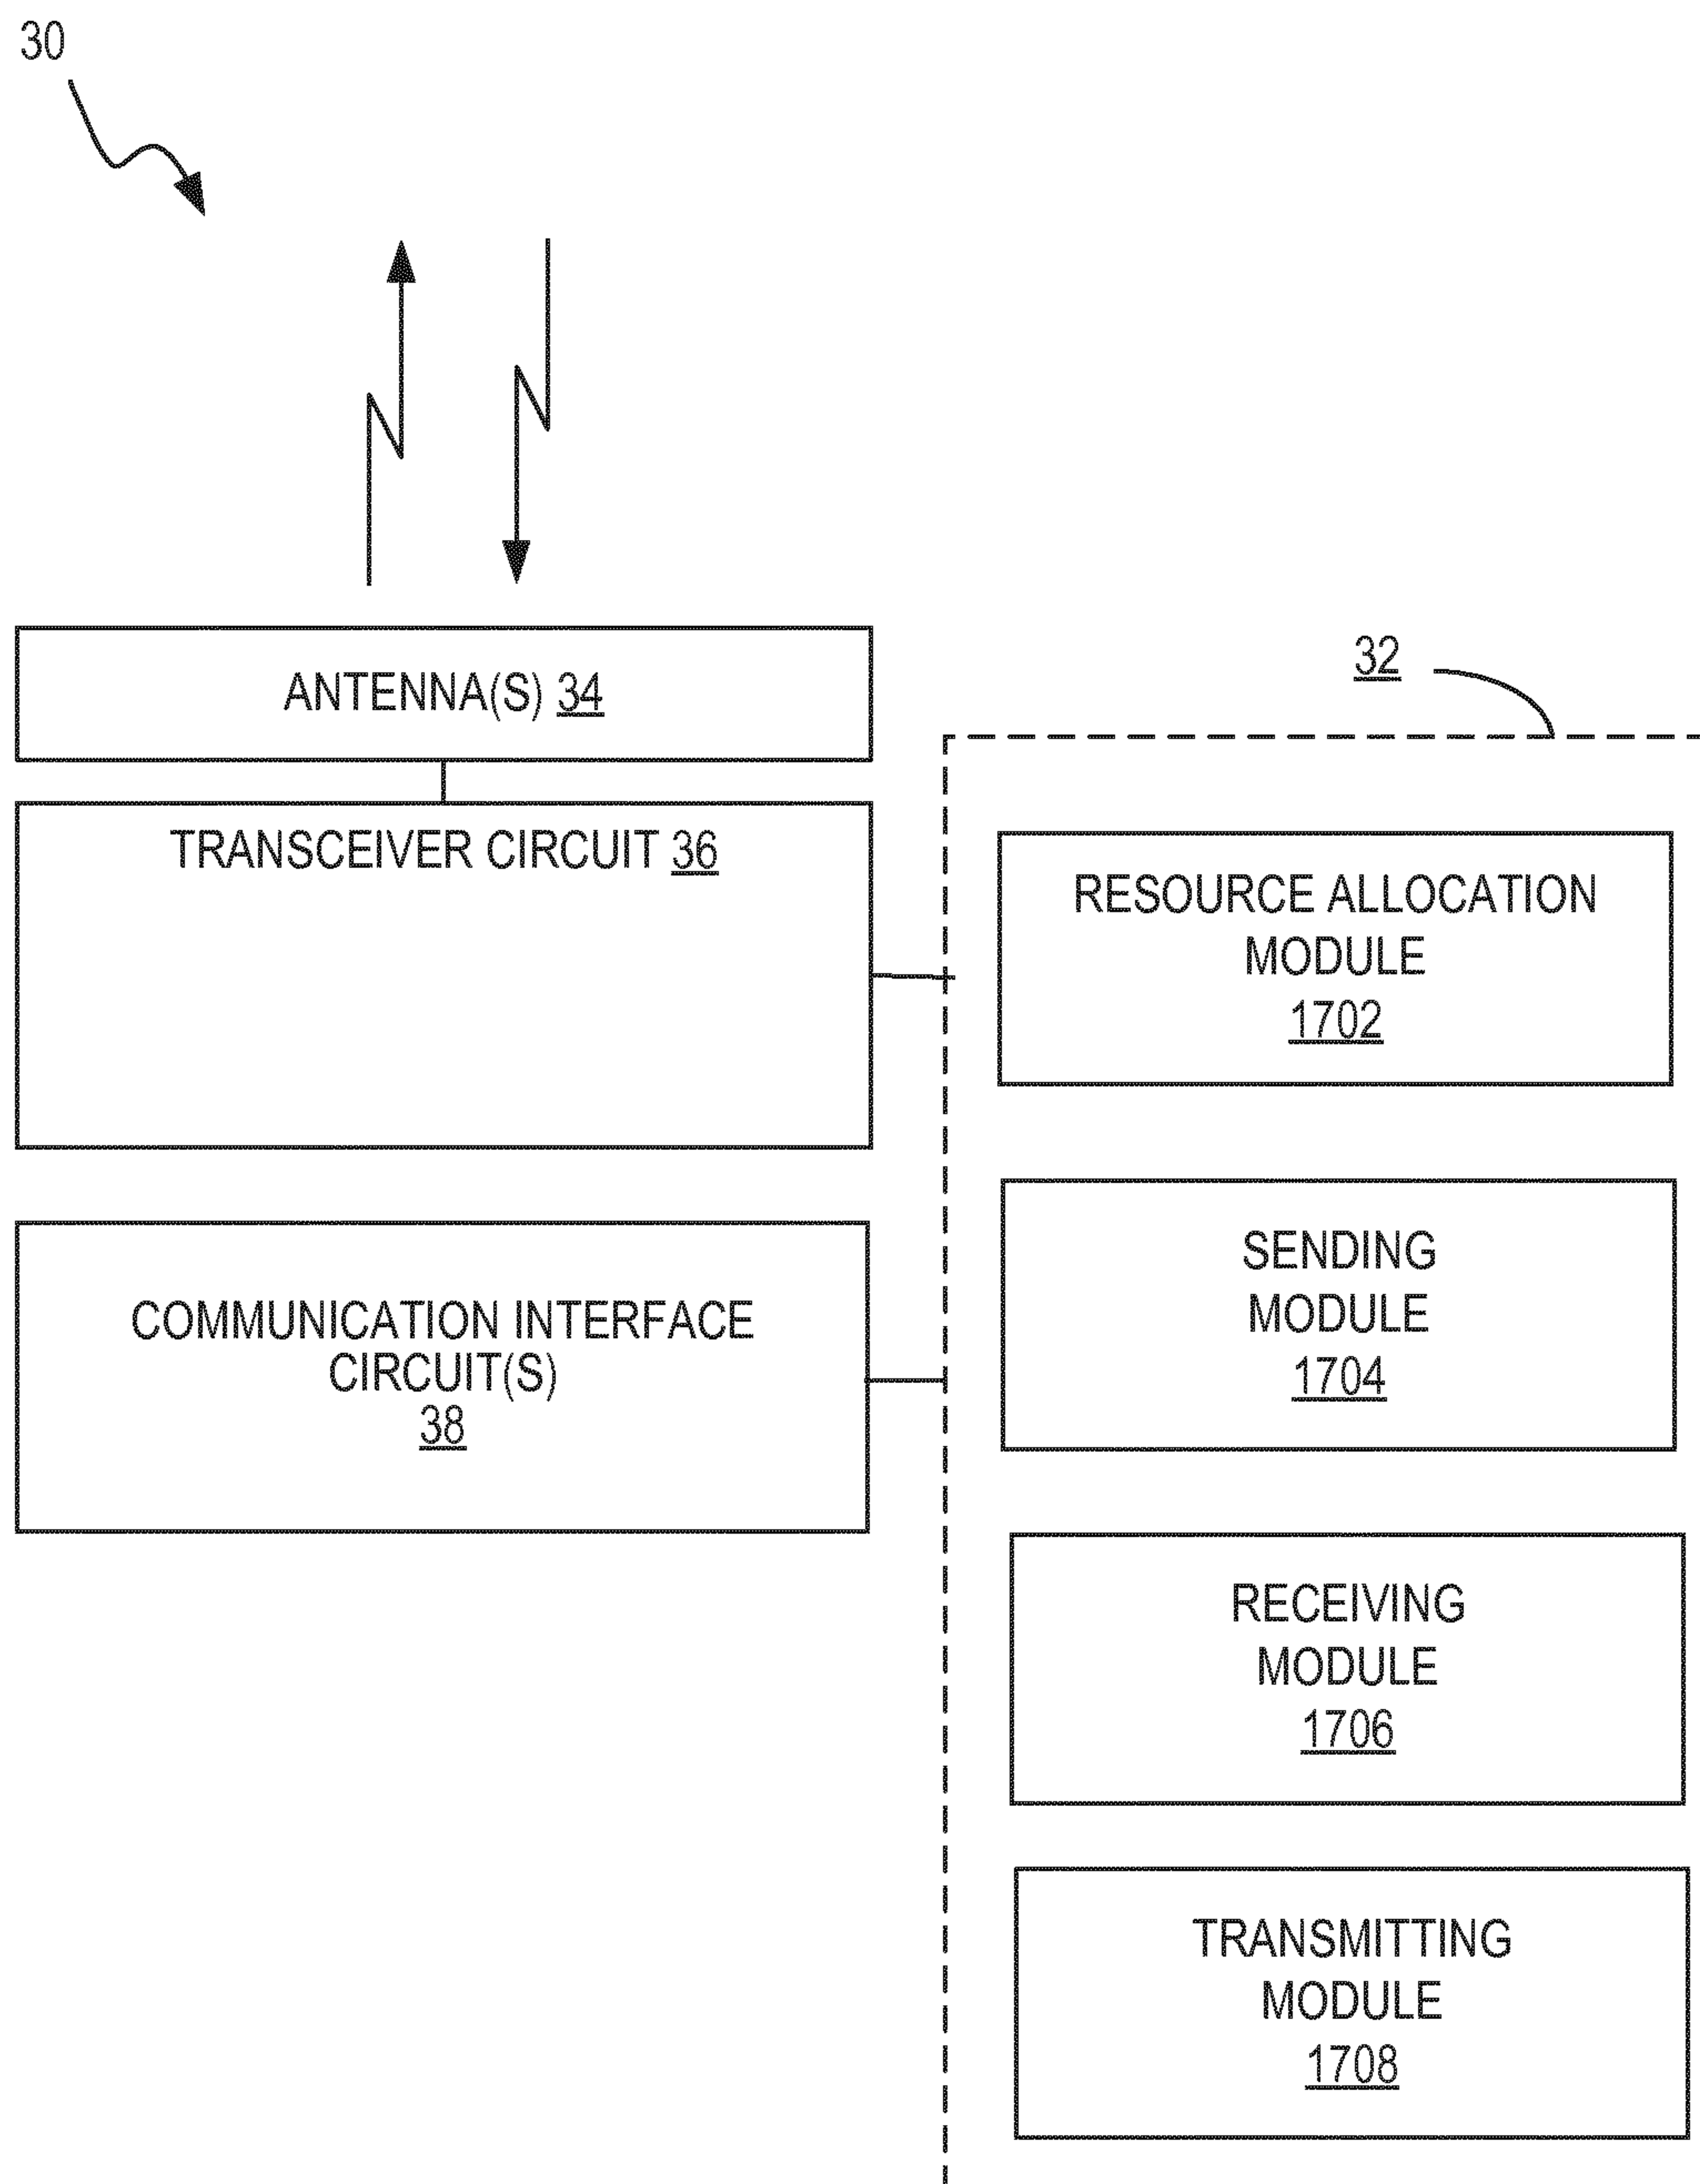 30
ANTENNA(S) 34
TRANSCEIVER CIRCUIT 36
COMMUNICATION INTERFACE
CIRCUIT(S)
38
32
RESOURCE ALLOCATION
MODULE
1702
SENDING
MODULE
1704
RECEIVING
MODULE
1706
TRANSMITTING
MODULE
1708